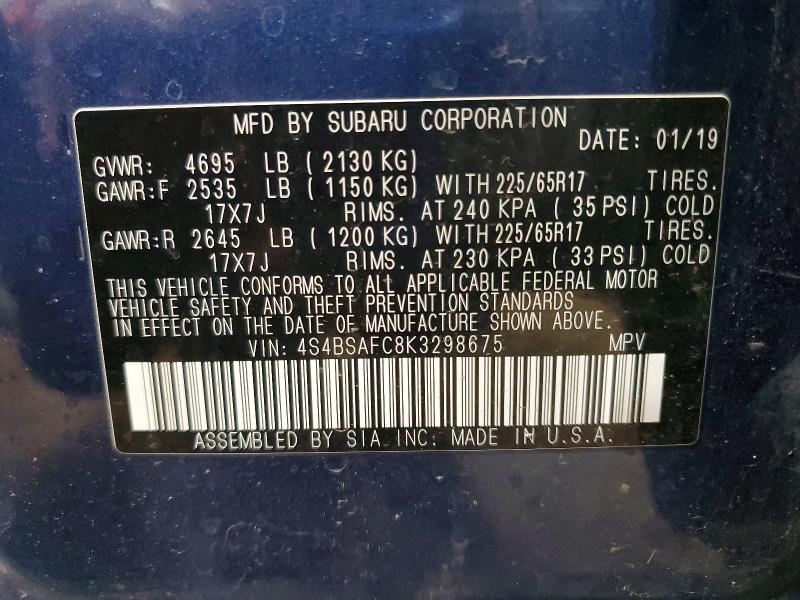 MFD BY SUBARU CORPORATION
DATE: 01/19
GVWR: 4695 LB (2130 KG)
GAWR:F 2535 LB (1150 KG) WITH 225/65R17 TIRES.
17X7J RIMS. AT 240 KPA (35 PSI) COLD
GAWR:R 2645 LB (1200 KG) WITH 225/65R17 TIRES.
17X7J RIMS. AT 230 KPA (33 PSI) COLD
THIS VEHICLE CONFORMS TO ALL APPLICABLE FEDERAL MOTOR
VEHICLE SAFETY AND THEFT PREVENTION STANDARDS
IN EFFECT ON THE DATE OF MANUFACTURE SHOWN ABOVE.
VIN: 4S4BSAFC8K3298675 MPV
ASSEMBLED BY SIA INC. MADE IN U.S.A.